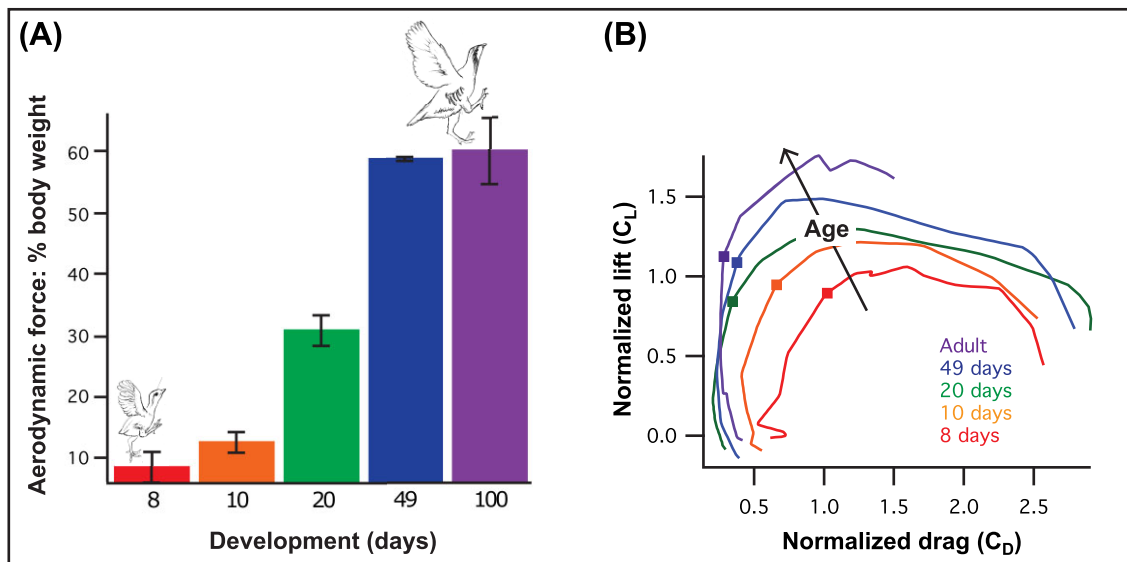 (A)
Aerodynamic force: % body weight
60
50
40
30
20
10
8
10
20
49
100
Development (days)
(B)
Normalized lift (C_L)
1.5
1.0
0.5
0.0
Age
Adult
49 days
20 days
10 days
8 days
0.5
1.0
1.5
2.0
2.5
Normalized drag (C_D)